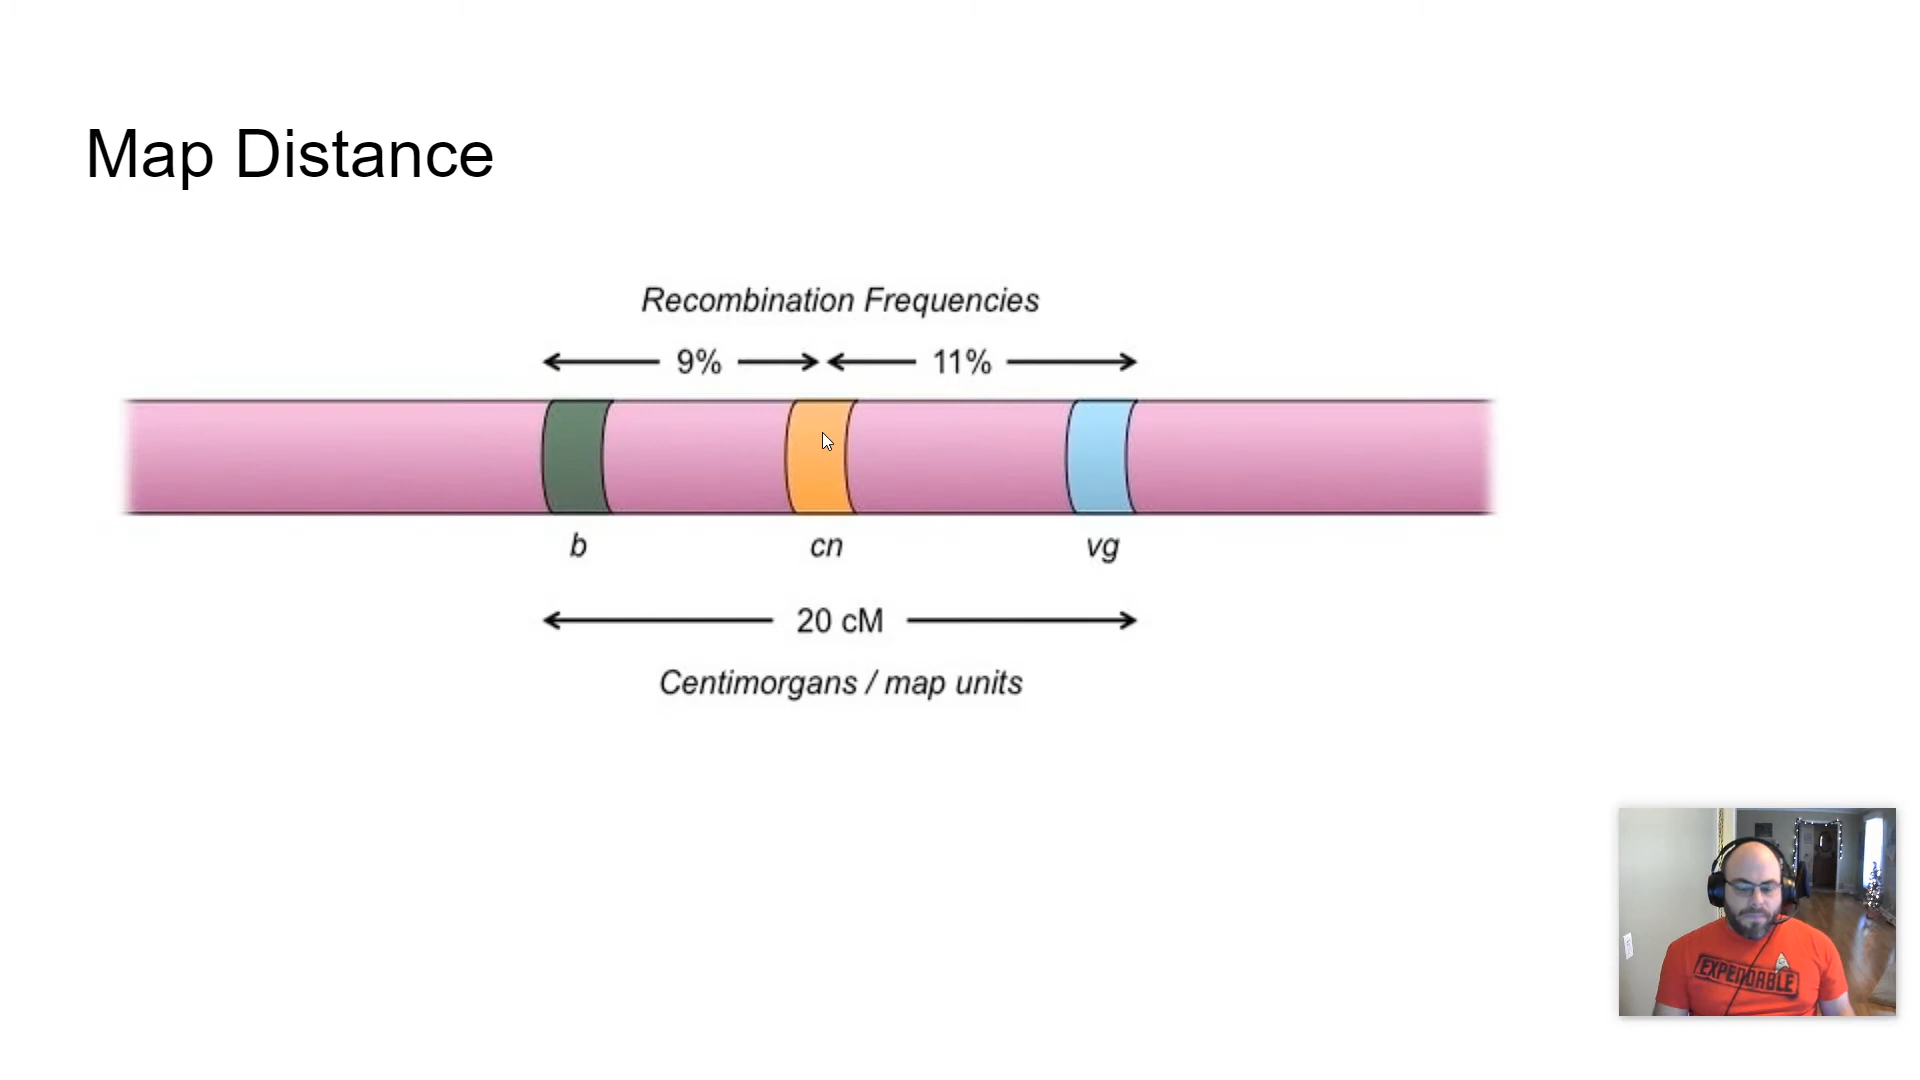 Map Distance
Recombination Frequencies
9% 11%
b cn vg
20 cM
Centimorgans / map units
EXPENDABLE